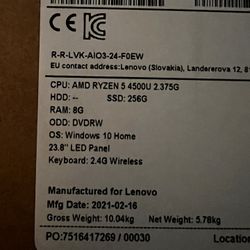 R-R-LVK-AIO3-24-F0EW
EU contact address:Lenovo (Slovakia), Landererova 12, 8
CPU: AMD RYZEN 5 4500U 2.375G
HDD: -- SSD: 256G
RAM: 8G
ODD: DVDRW
OS: Windows 10 Home
23.8" LED Panel
Keyboard: 2.4G Wireless
Manufactured for Lenovo
Mfg Date: 2021-02-16
Gross Weight: 10.04kg Net Weight: 5.78kg
PO:7516417269 / 00030 Location